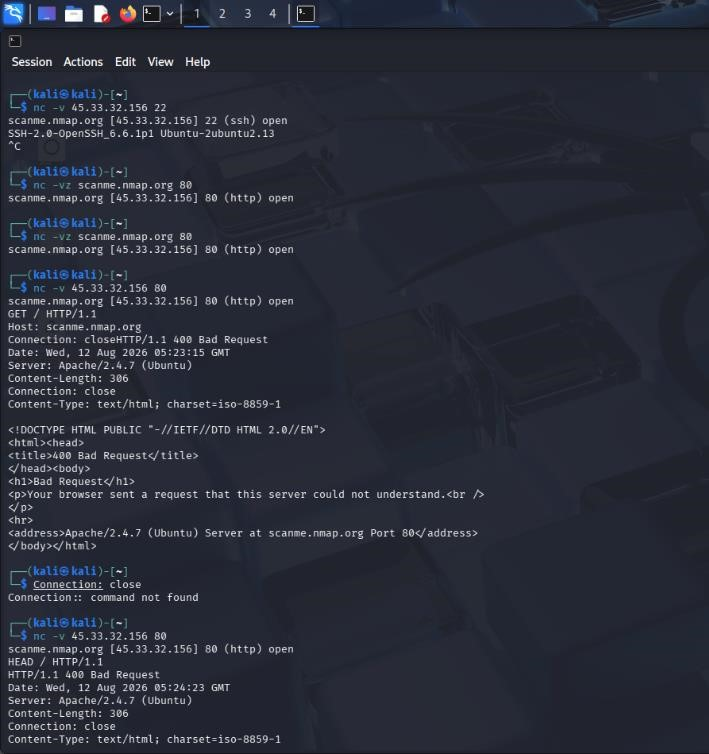 1 2 3 4
Session Actions Edit View Help
┌──(kali㉿kali)-[~]
└─$ nc -v 45.33.32.156 22
scanme.nmap.org [45.33.32.156] 22 (ssh) open
SSH-2.0-OpenSSH_6.6.1p1 Ubuntu-2ubuntu2.13
^C
┌──(kali㉿kali)-[~]
└─$ nc -vz scanme.nmap.org 80
scanme.nmap.org [45.33.32.156] 80 (http) open
┌──(kali㉿kali)-[~]
└─$ nc -vz scanme.nmap.org 80
scanme.nmap.org [45.33.32.156] 80 (http) open
┌──(kali㉿kali)-[~]
└─$ nc -v 45.33.32.156 80
scanme.nmap.org [45.33.32.156] 80 (http) open
GET / HTTP/1.1
Host: scanme.nmap.org
Connection: closeHTTP/1.1 400 Bad Request
Date: Wed, 12 Aug 2026 05:23:15 GMT
Server: Apache/2.4.7 (Ubuntu)
Content-Length: 306
Connection: close
Content-Type: text/html; charset=iso-8859-1
<!DOCTYPE HTML PUBLIC "-//IETF//DTD HTML 2.0//EN">
<html><head>
<title>400 Bad Request</title>
</head><body>
<h1>Bad Request</h1>
<p>Your browser sent a request that this server could not understand.<br />
</p>
<hr>
<address>Apache/2.4.7 (Ubuntu) Server at scanme.nmap.org Port 80</address>
</body></html>
┌──(kali㉿kali)-[~]
└─$ Connection: close
Connection:: command not found
┌──(kali㉿kali)-[~]
└─$ nc -v 45.33.32.156 80
scanme.nmap.org [45.33.32.156] 80 (http) open
HEAD / HTTP/1.1
HTTP/1.1 400 Bad Request
Date: Wed, 12 Aug 2026 05:24:23 GMT
Server: Apache/2.4.7 (Ubuntu)
Content-Length: 306
Connection: close
Content-Type: text/html; charset=iso-8859-1